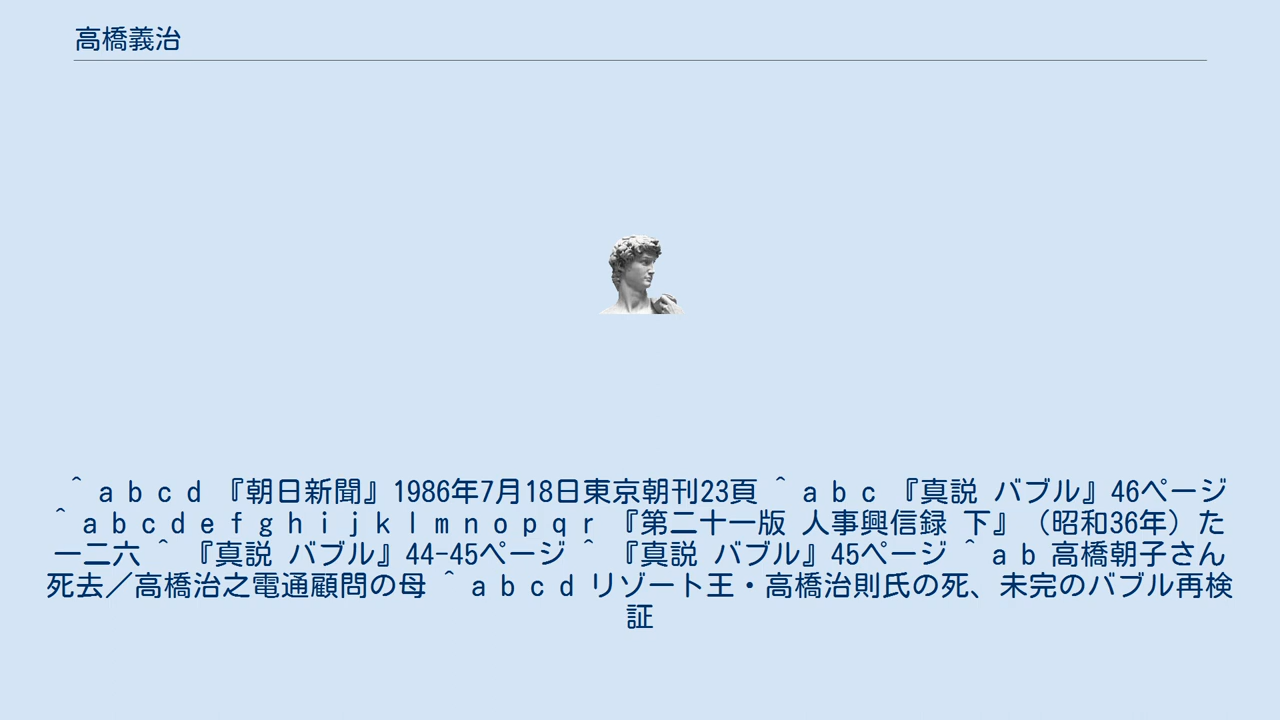 高橋義治
^ a b c d 『朝日新聞』1986年7月18日東京朝刊23頁 ^ a b c 『真説 バブル』46ページ
^ a b c d e f g h i j k l m n o p q r 『第二十一版 人事興信録 下』（昭和36年）た
一二六 ^ 『真説 バブル』44-45ページ ^ 『真説 バブル』45ページ ^ a b 高橋朝子さん
死去／高橋治之電通顧問の母 ^ a b c d リゾート王・高橋治則氏の死、未完のバブル再検
証